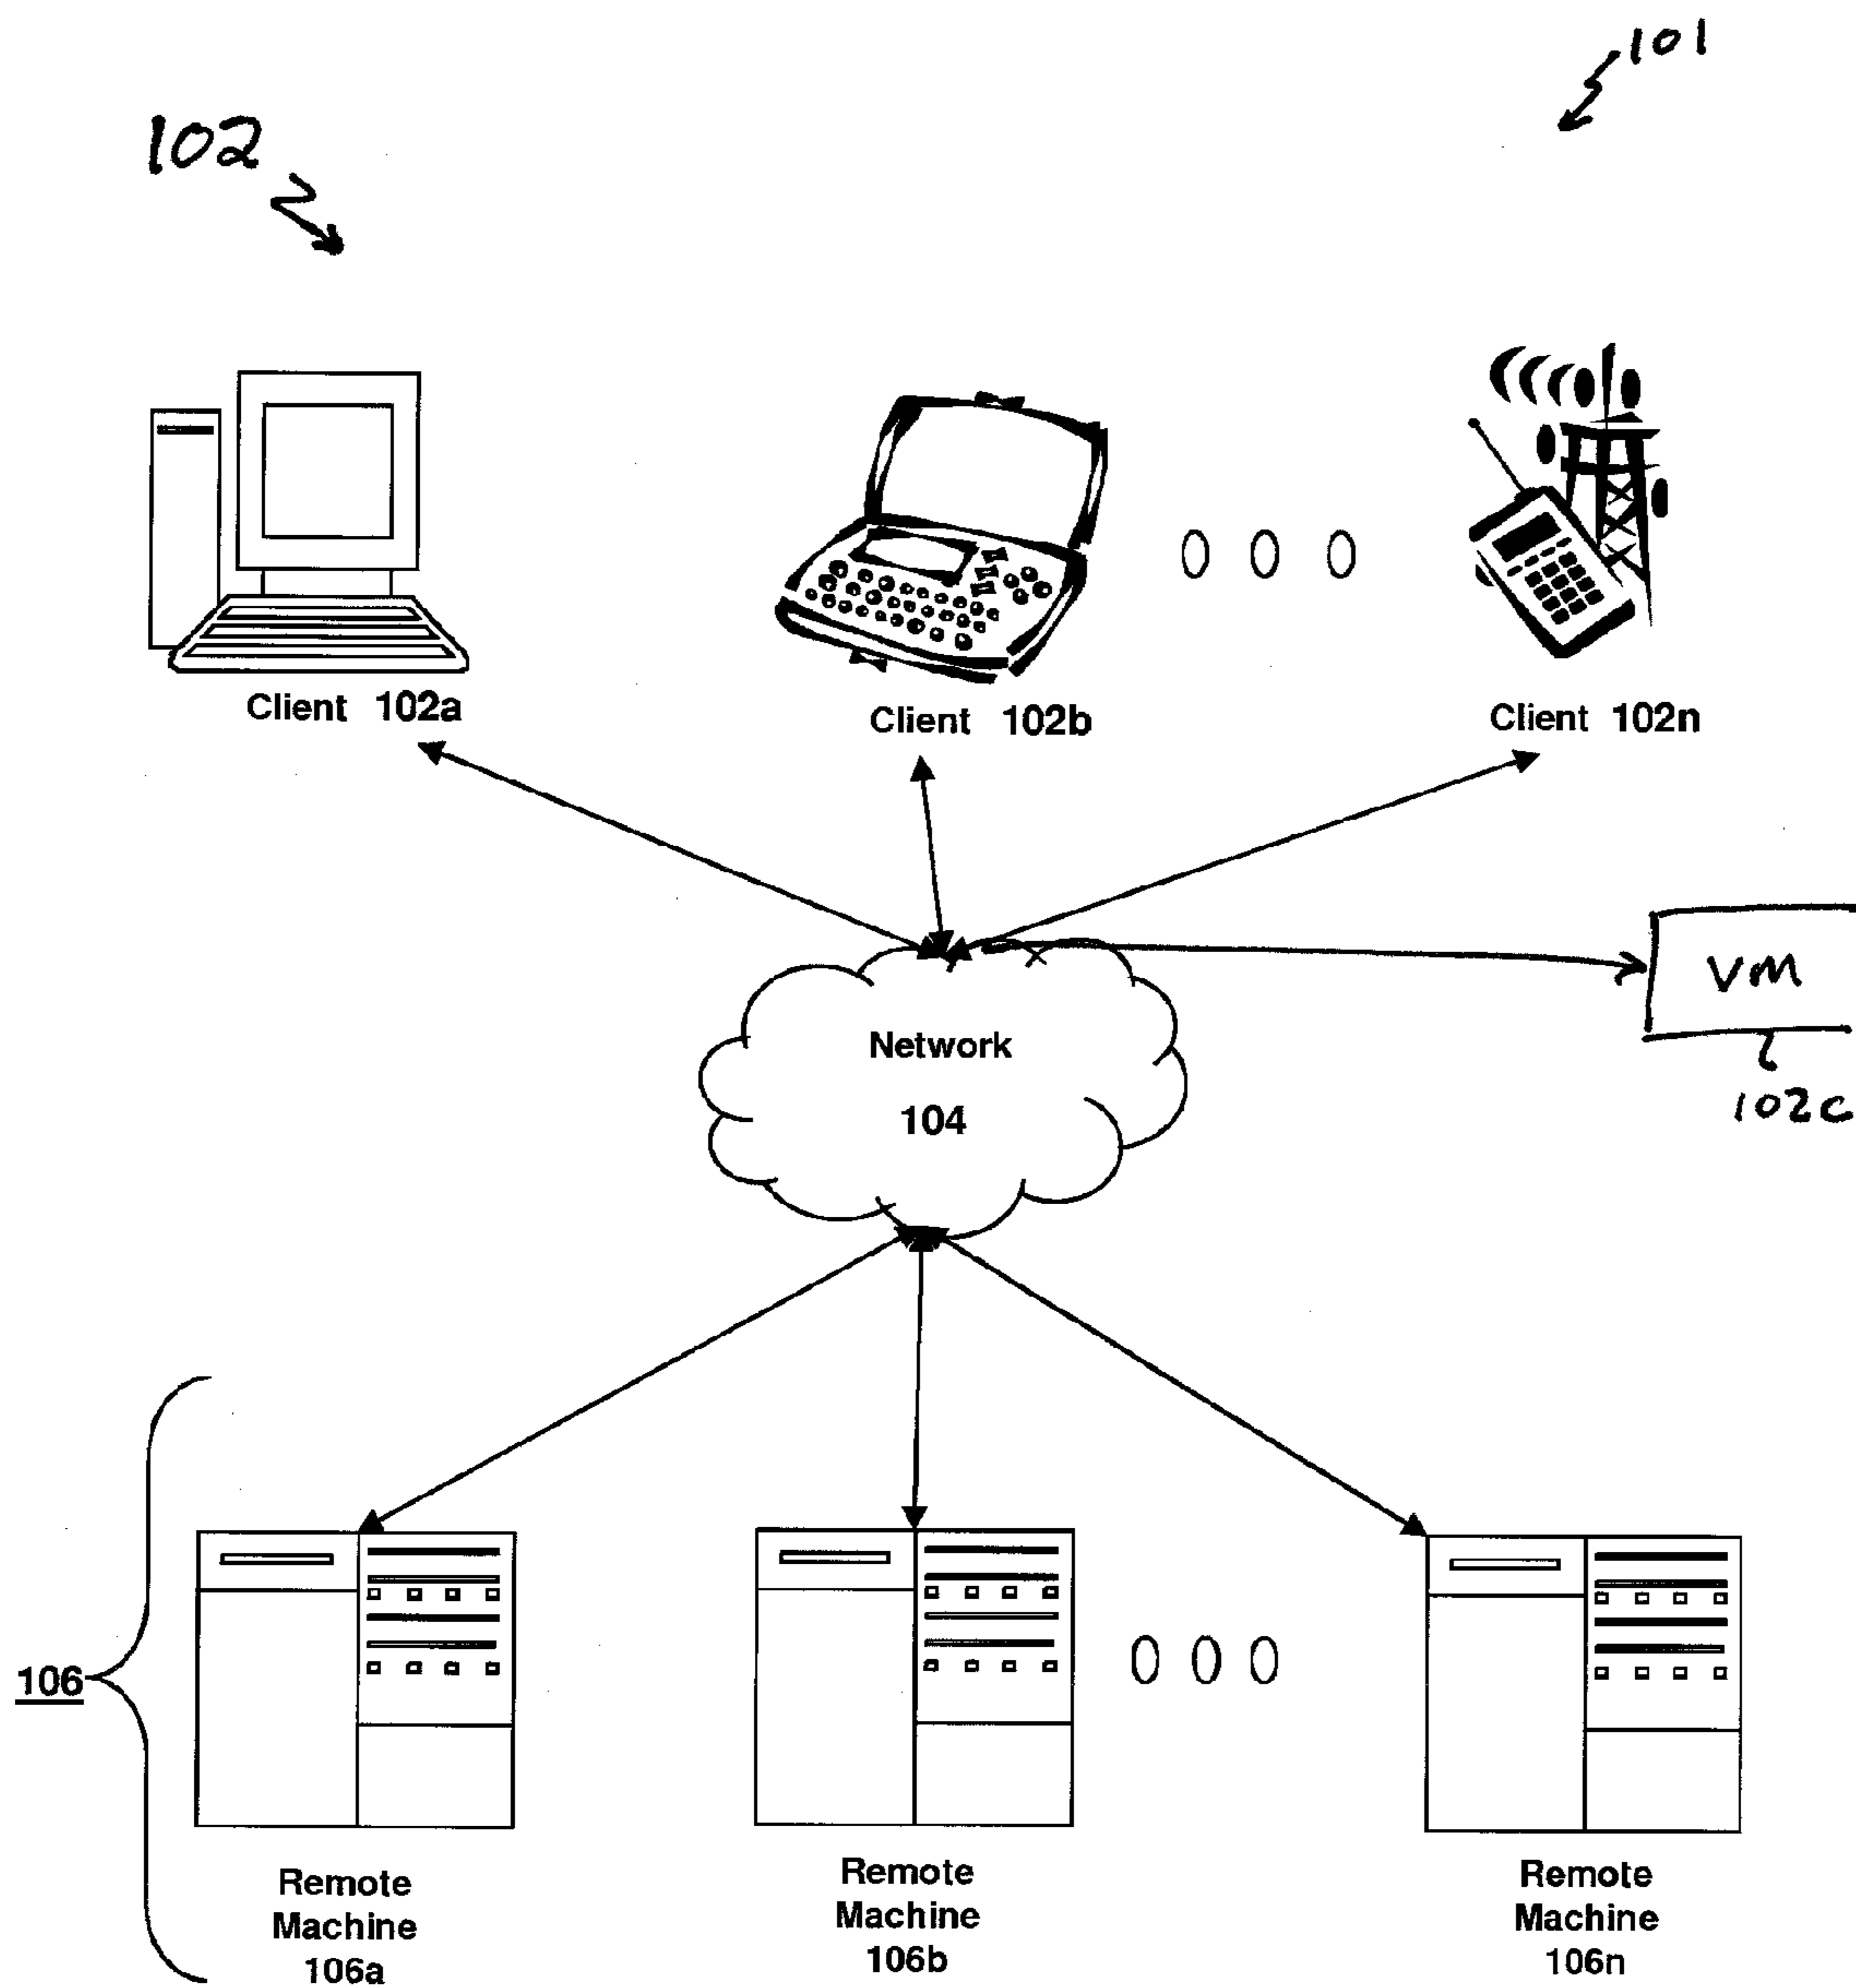 101
102
Client 102a
Client 102b
Client 102n
VM
102c
Network
104
106
Remote
Machine
106a
Remote
Machine
106b
Remote
Machine
106n